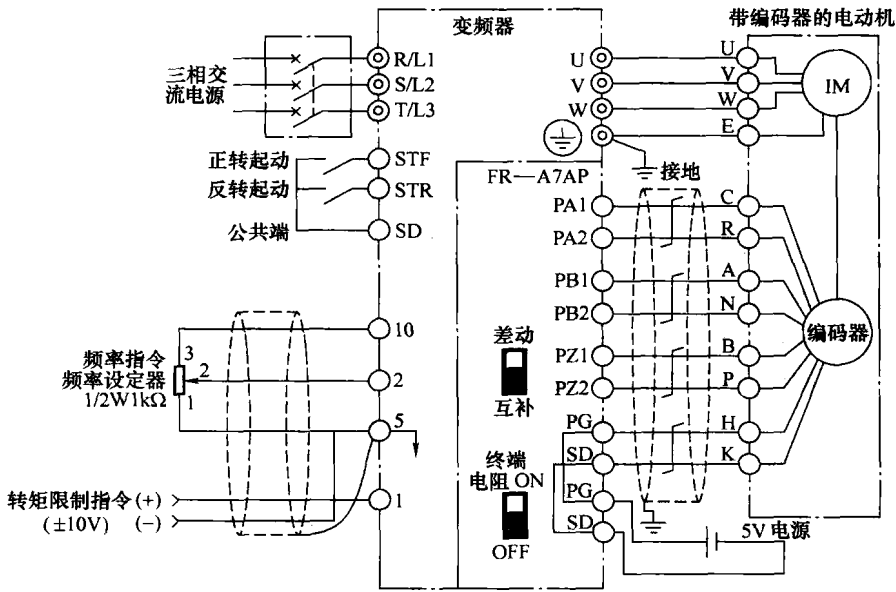 变频器
带编码器的电动机
三相交
流电源
R/L1
S/L2
T/L3
U
V
W
U
V
W
E
IM
正转起动
反转起动
公共端
STF
STR
SD
FR—A7AP
接地
PA1
PA2
PB1
PB2
PZ1
PZ2
PG
SD
PG
SD
C
R
A
N
B
P
H
K
编码器
差动
互补
终端
电阻 ON
OFF
5V 电源
频率指令
频率设定器
1/2W1kΩ
3
2
1
10
2
5
1
转矩限制指令(+)
(±10V) (−)